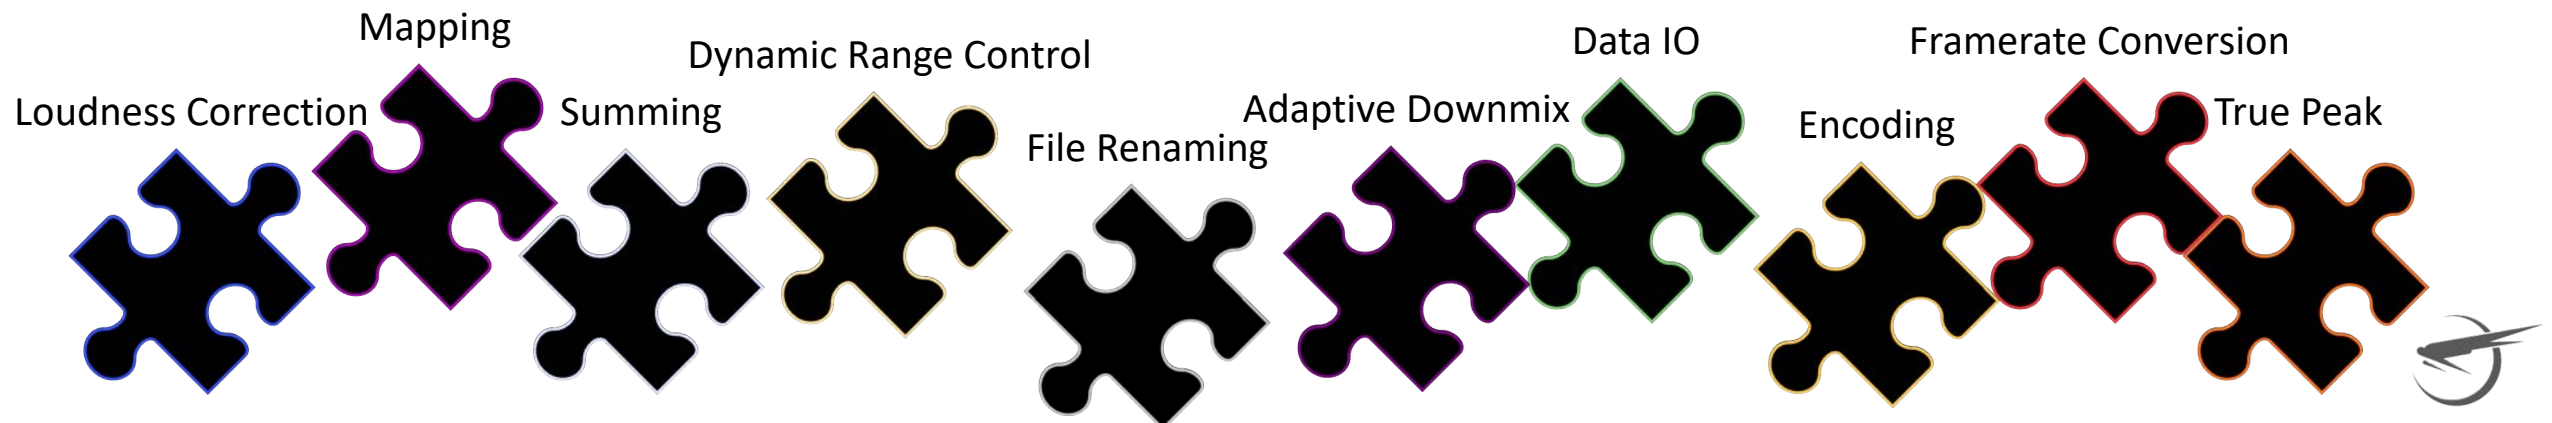 Loudness Correction
Mapping
Summing
Dynamic Range Control
File Renaming
Adaptive Downmix
Data IO
Encoding
Framerate Conversion
True Peak